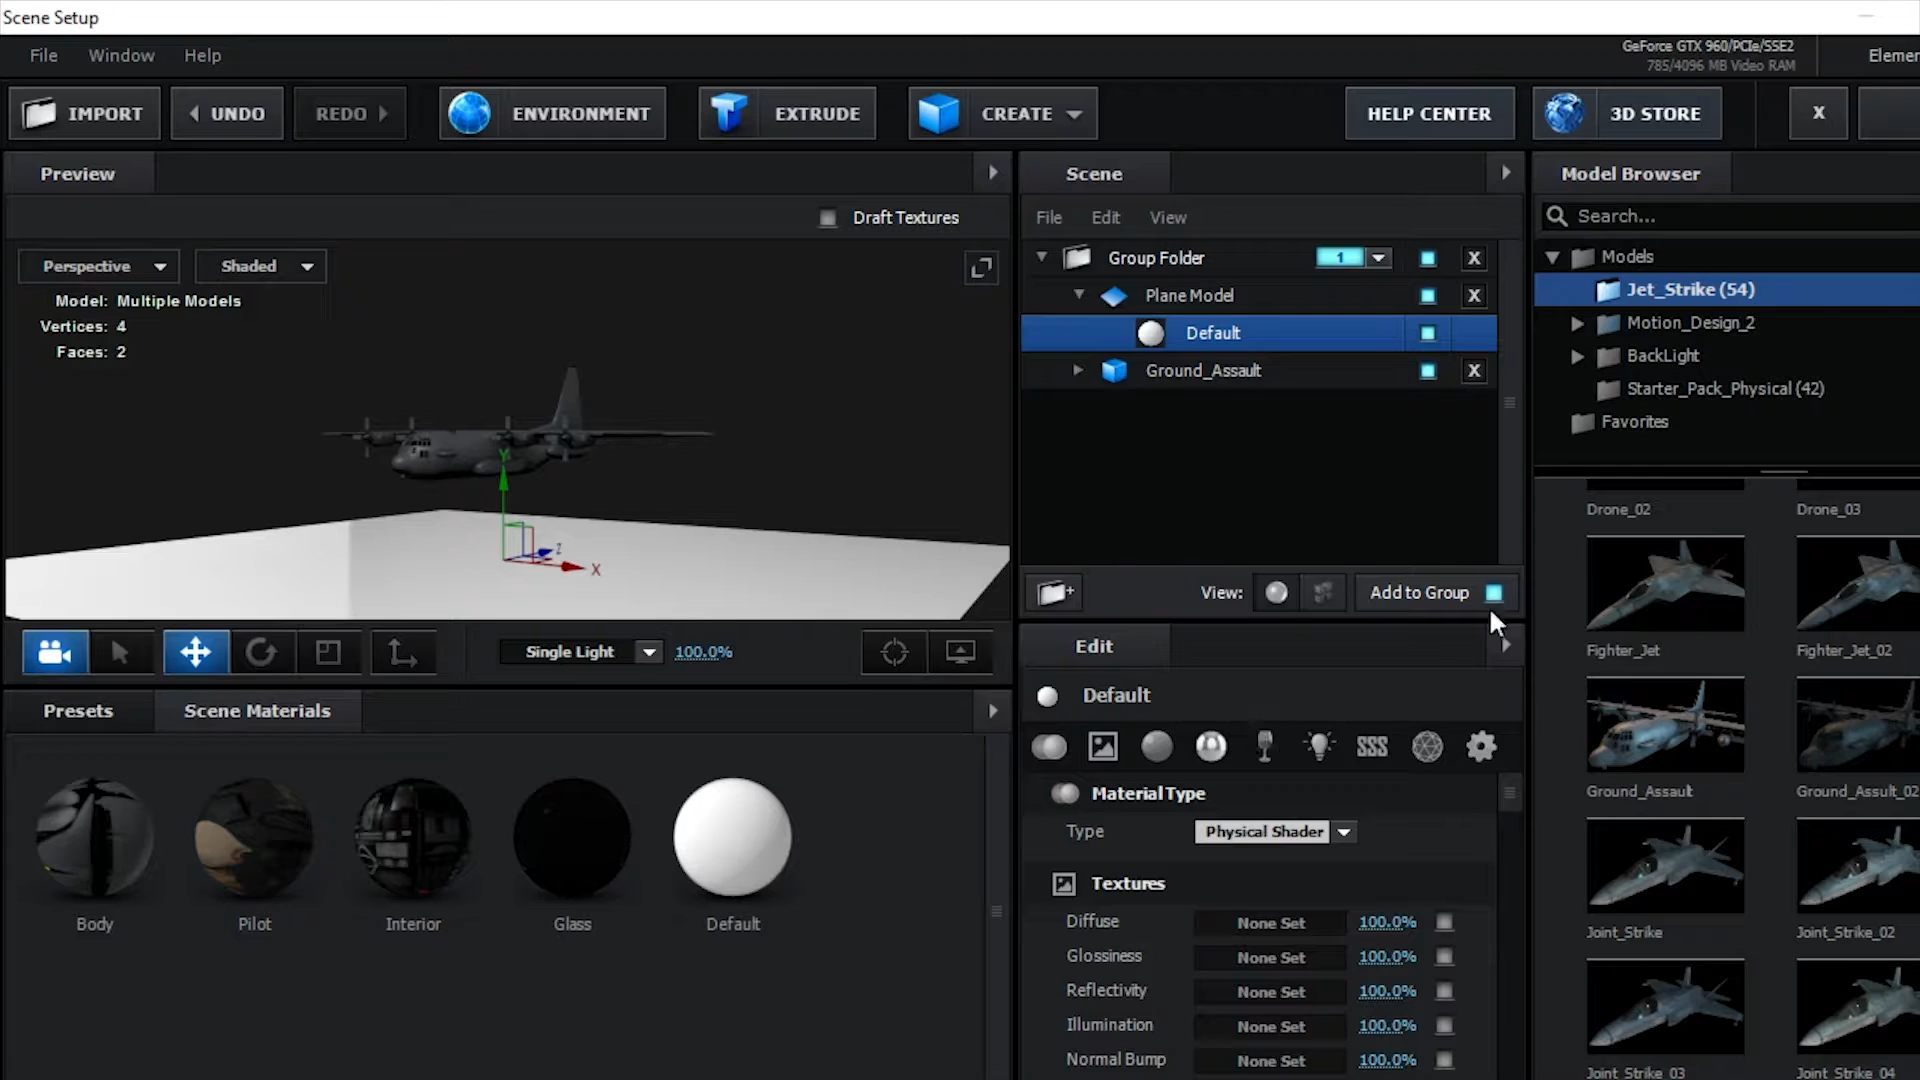 Scene Setup
File Window Help
GeForce GTX 960/PCIe/SSE2
785/4096 MB Video RAM
Elemen
IMPORT UNDO REDO ENVIRONMENT EXTRUDE CREATE HELP CENTER 3D STORE X
Preview
Draft Textures
Perspective Shaded
Model: Multiple Models
Vertices: 4
Faces: 2
Y
Z
X
Single Light 100.0%
Presets Scene Materials
Body Pilot Interior Glass Default
Scene
File Edit View
Group Folder 1 X
Plane Model X
Default
Ground_Assault X
View: Add to Group
Edit
Default
SSS
Material Type
Type Physical Shader
Textures
Diffuse None Set 100.0%
Glossiness None Set 100.0%
Reflectivity None Set 100.0%
Illumination None Set 100.0%
Normal Bump None Set 100.0%
Model Browser
Search...
Models
Jet_Strike (54)
Motion_Design_2
BackLight
Starter_Pack_Physical (42)
Favorites
Drone_02 Drone_03
Fighter_Jet Fighter_Jet_02
Ground_Assault Ground_Assult_02
Joint_Strike Joint_Strike_02
Joint_Strike_03 Joint_Strike_04